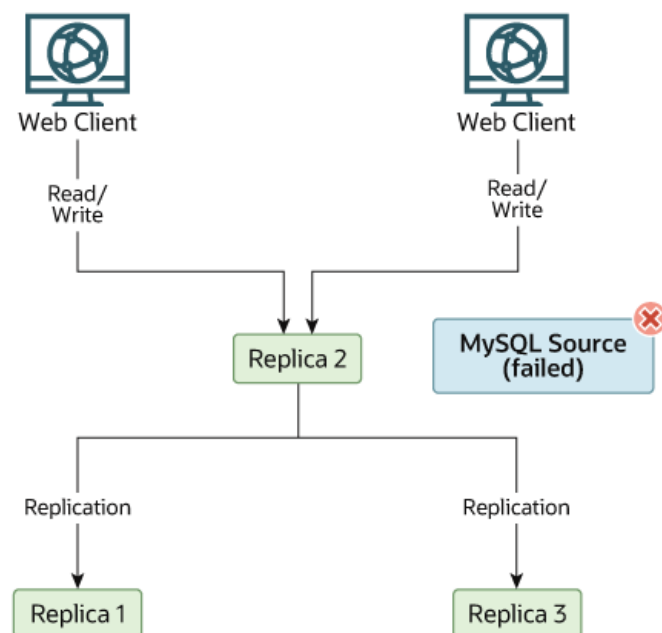 Web Client
Web Client
Read/
Write
Read/
Write
Replica 2
MySQL Source
(failed)
Replication
Replication
Replica 1
Replica 3